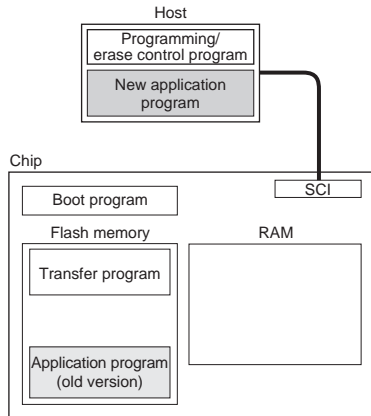 Host
Programming/
erase control program
New application
program
Chip
SCI
Boot program
Flash memory
RAM
Transfer program
Application program
(old version)